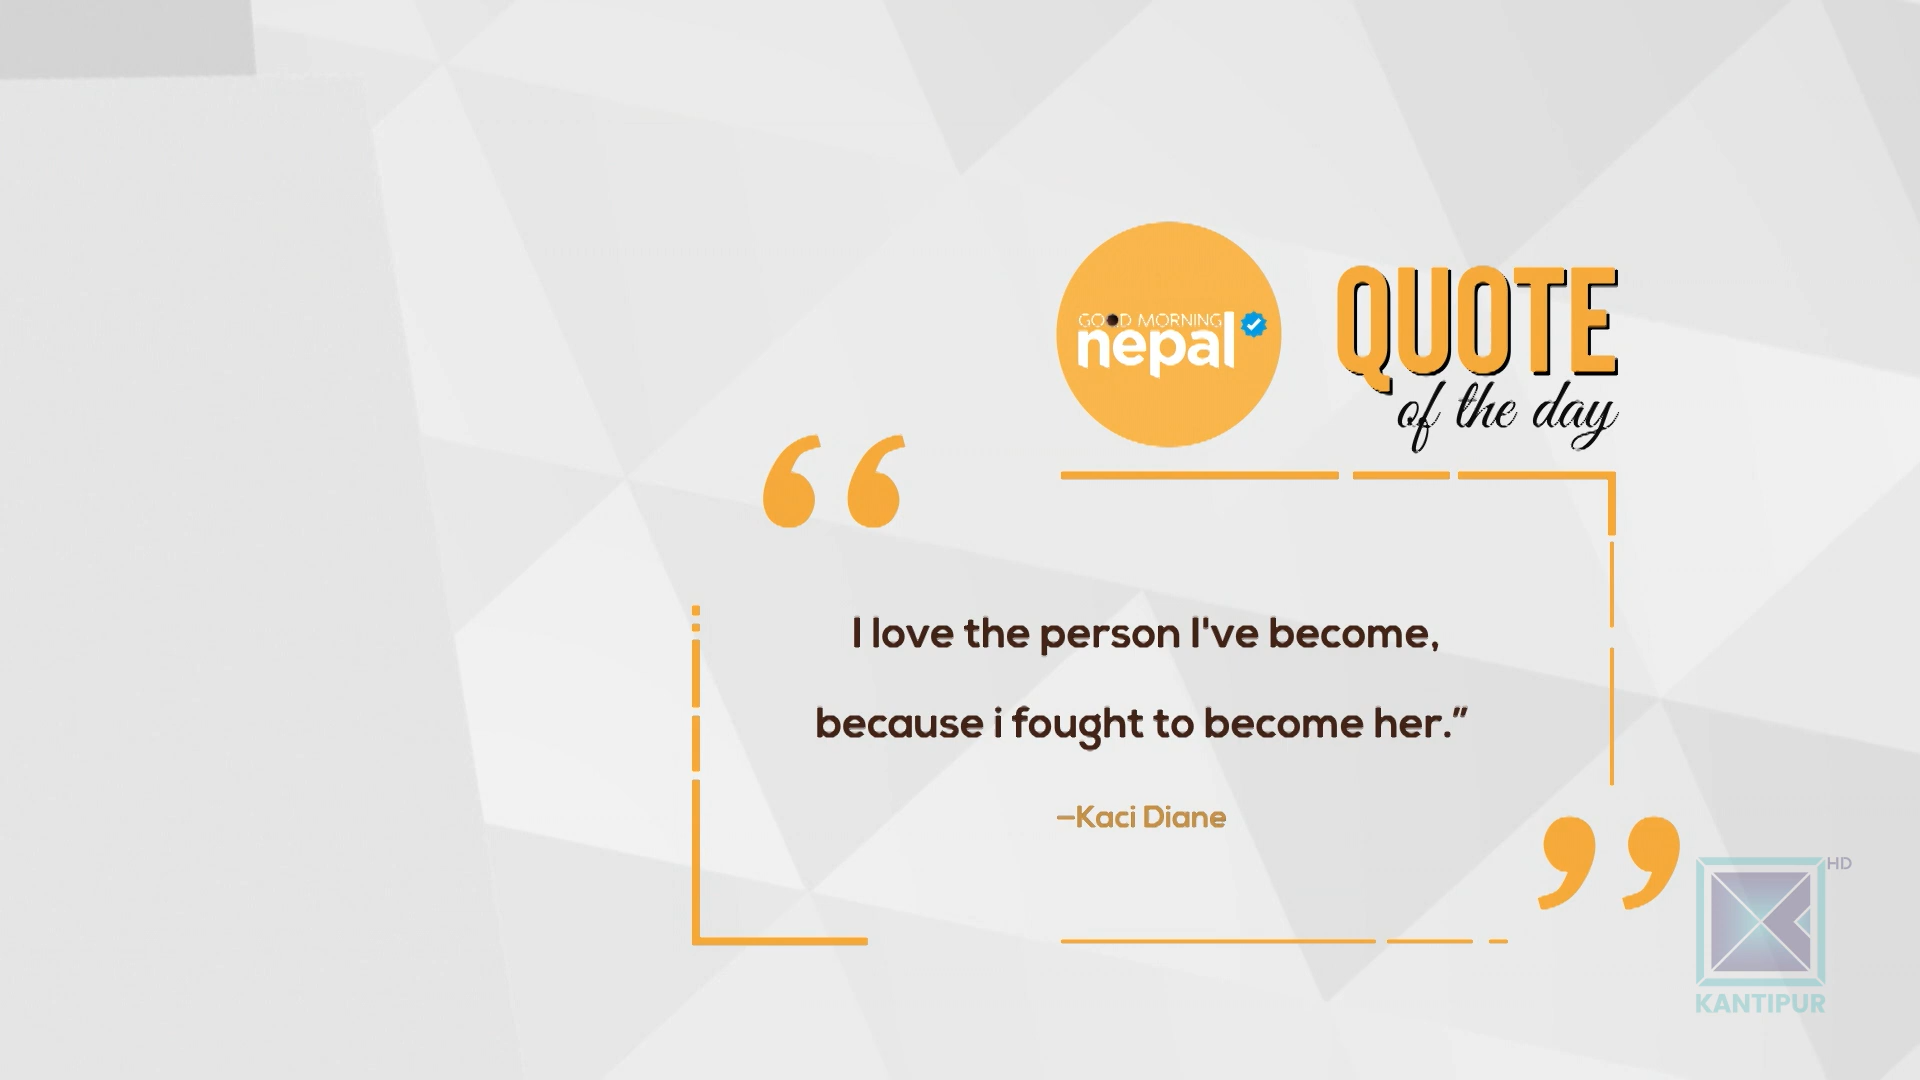 GOOD MORNING
nepal
QUOTE
of the day
“
I love the person I've become,
because i fought to become her.”
–Kaci Diane
”
HD
KANTIPUR